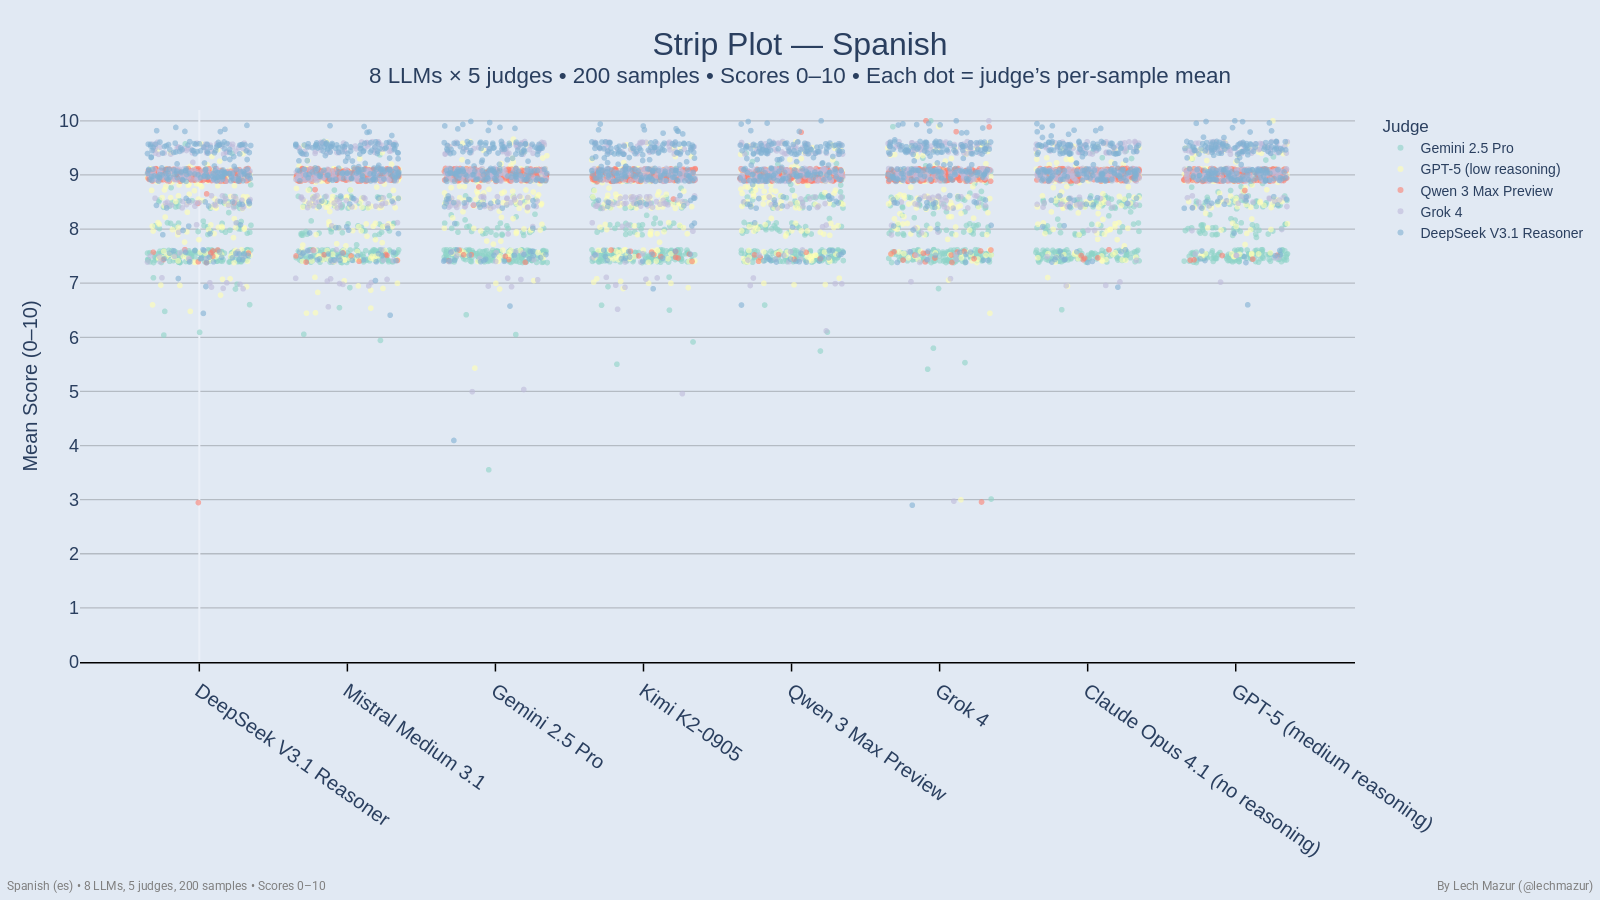 Strip Plot — Spanish
8 LLMs × 5 judges • 200 samples • Scores 0–10 • Each dot = judge’s per-sample mean
Judge
Gemini 2.5 Pro
GPT-5 (low reasoning)
Qwen 3 Max Preview
Grok 4
DeepSeek V3.1 Reasoner
Mean Score (0–10)
10
9
8
7
6
5
4
3
2
1
0
DeepSeek V3.1 Reasoner
Mistral Medium 3.1
Gemini 2.5 Pro
Kimi K2-0905
Qwen 3 Max Preview
Grok 4
Claude Opus 4.1 (no reasoning)
GPT-5 (medium reasoning)
Spanish (es) • 8 LLMs, 5 judges, 200 samples • Scores 0–10
By Lech Mazur (@lechmazur)